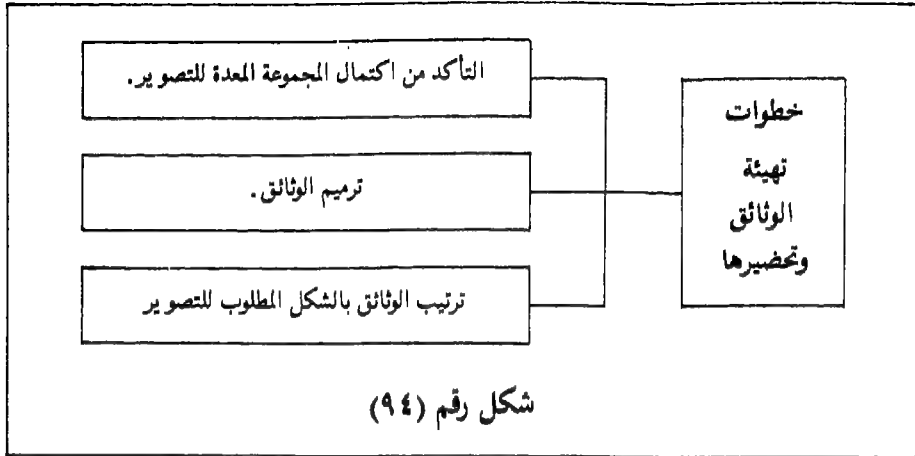 خطوات
تهيئة
الوثائق
وتحضيرها
التأكد من اكتمال المجموعة المعدة للتصوير.
ترميم الوثائق.
ترتيب الوثائق بالشكل المطلوب للتصوير
شكل رقم (٩٤)